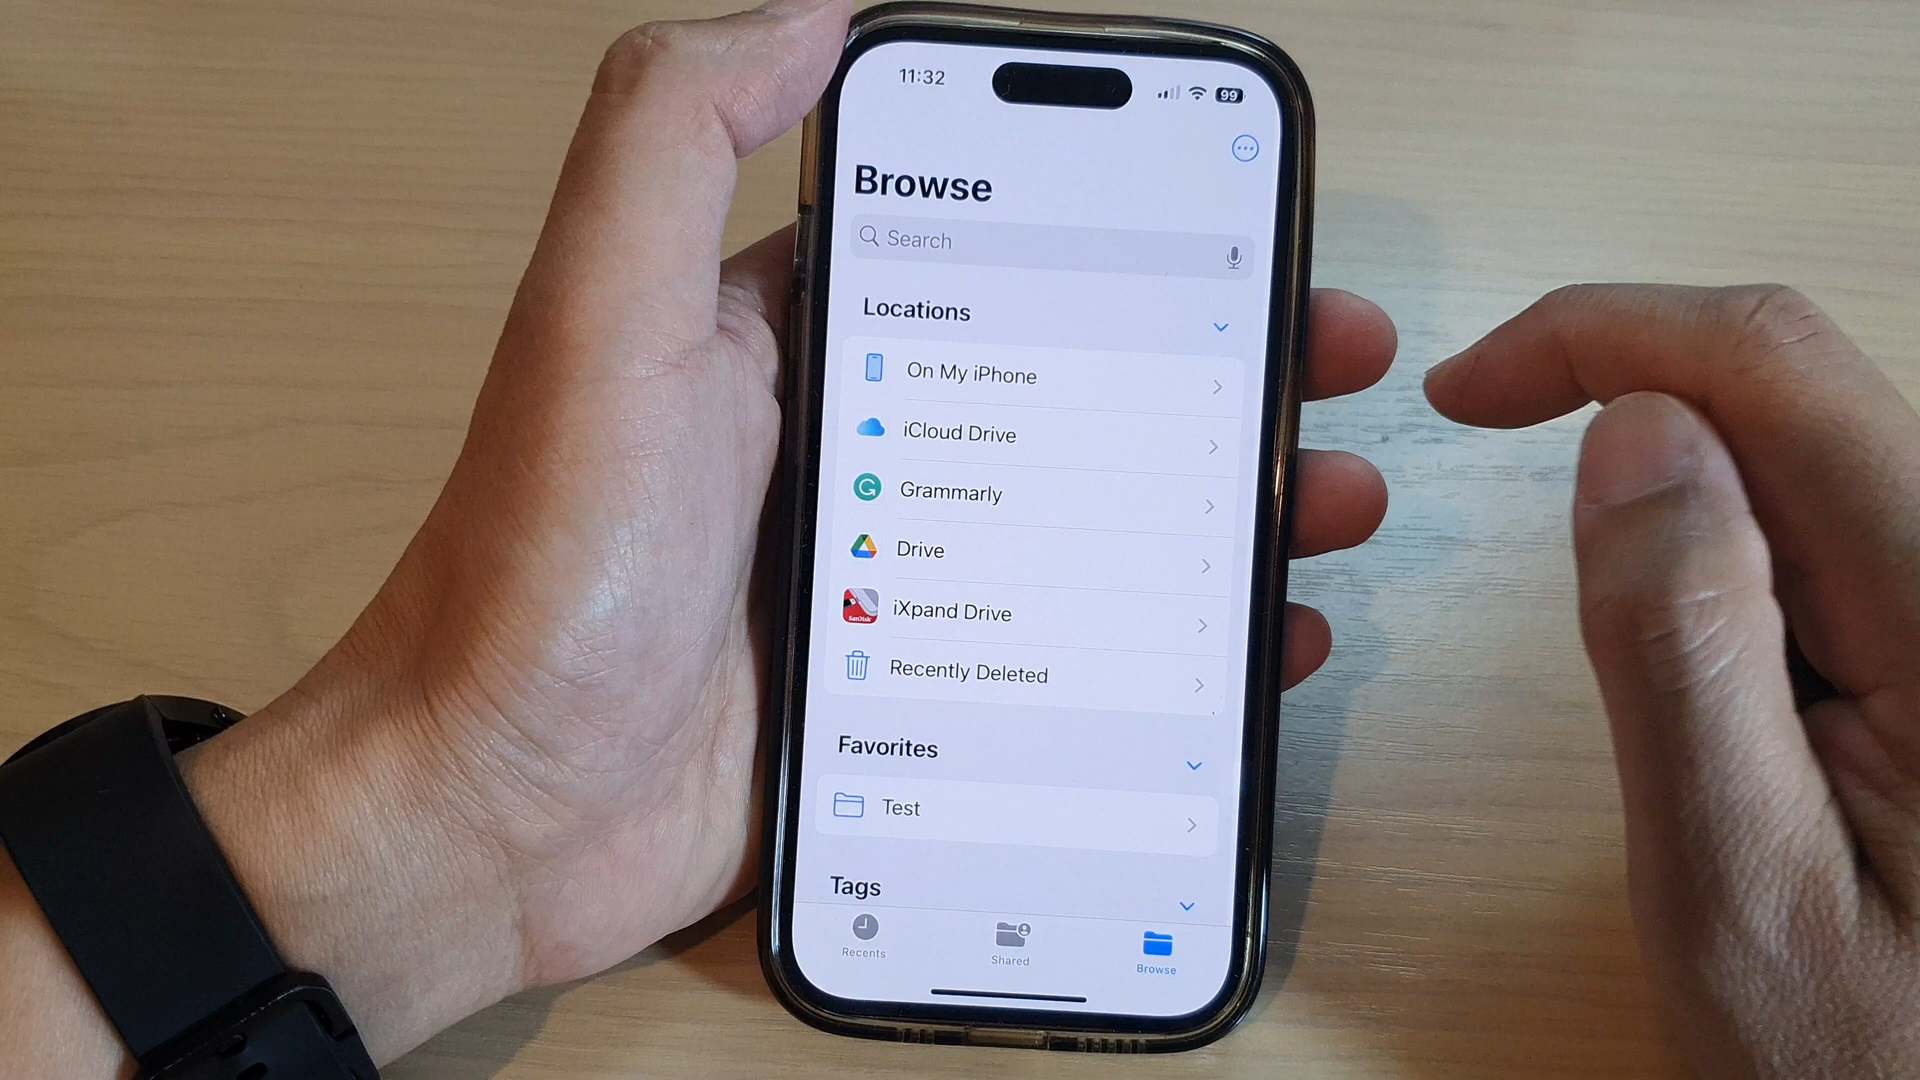 11:32
99
Browse
Search
Locations
On My iPhone
iCloud Drive
Grammarly
Drive
SanDisk
iXpand Drive
Recently Deleted
Favorites
Test
Tags
Recents
Shared
Browse